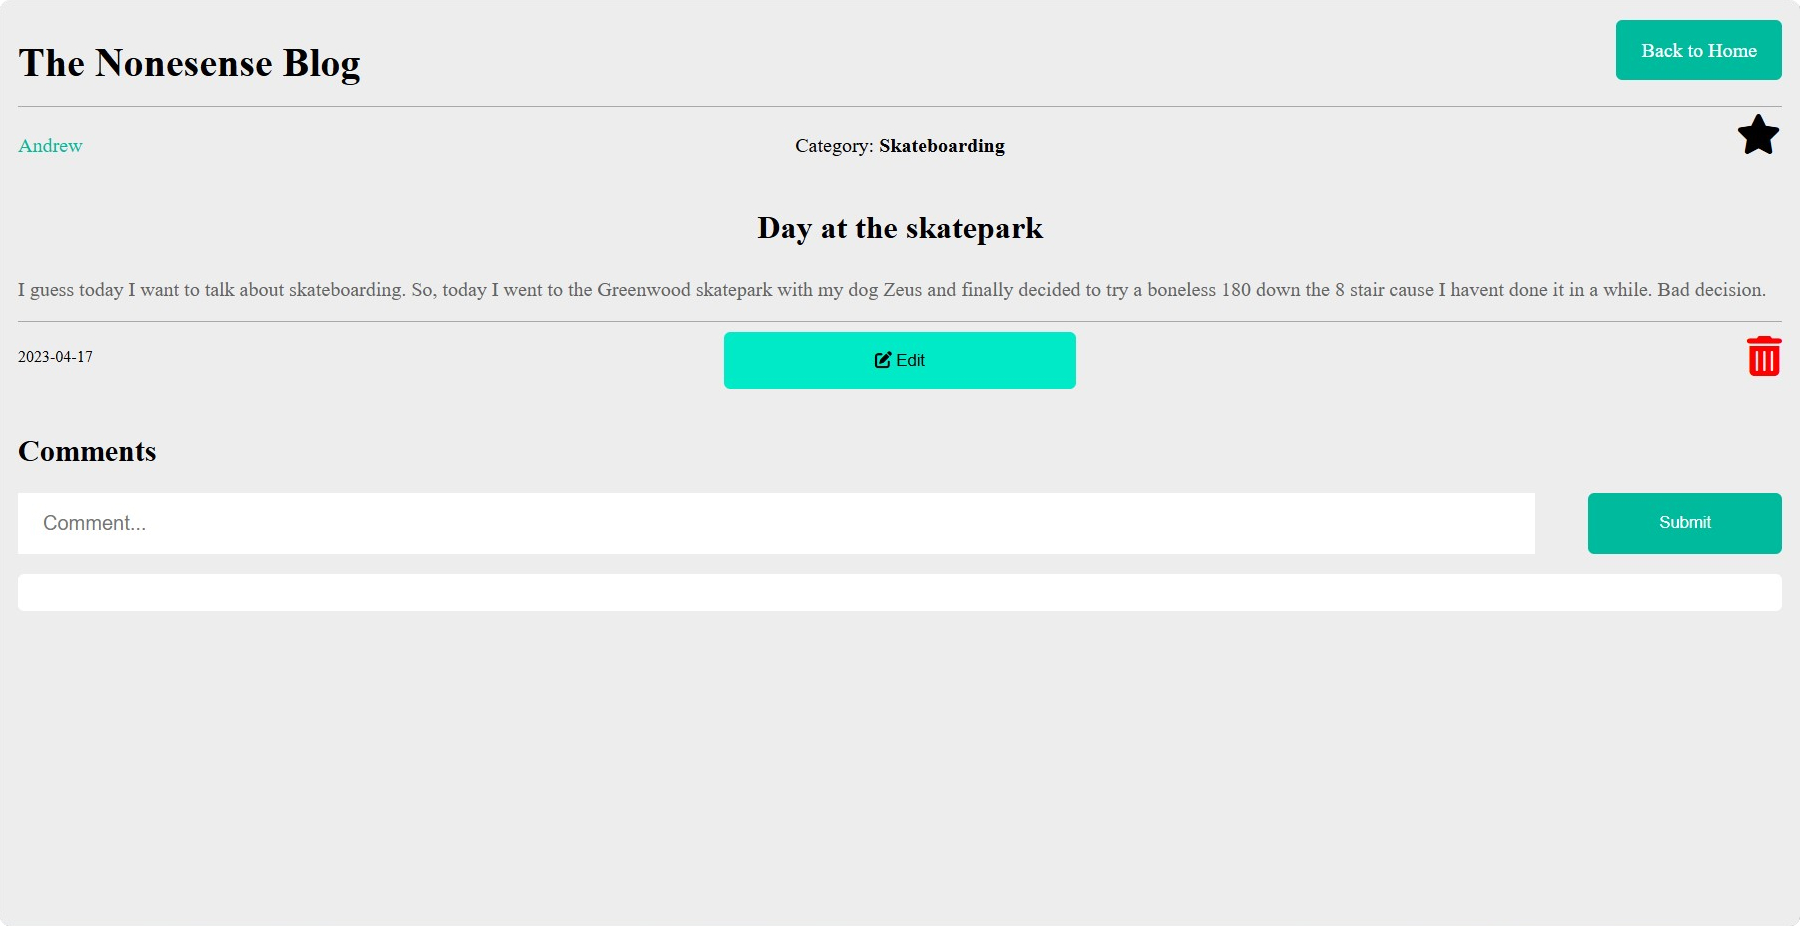 The Nonesense Blog
Back to Home
Andrew
Category: Skateboarding
Day at the skatepark
I guess today I want to talk about skateboarding. So, today I went to the Greenwood skatepark with my dog Zeus and finally decided to try a boneless 180 down the 8 stair cause I havent done it in a while. Bad decision.
2023-04-17
Edit
Comments
Comment...
Submit